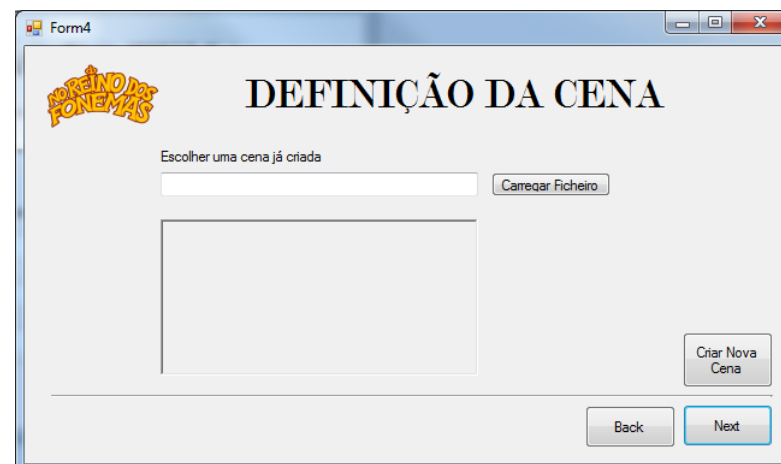 Form4
NO REINO DOS
FONEMAS
DEFINIÇÃO DA CENA
Escolher uma cena já criada
Carregar Ficheiro
Criar Nova
Cena
Back
Next